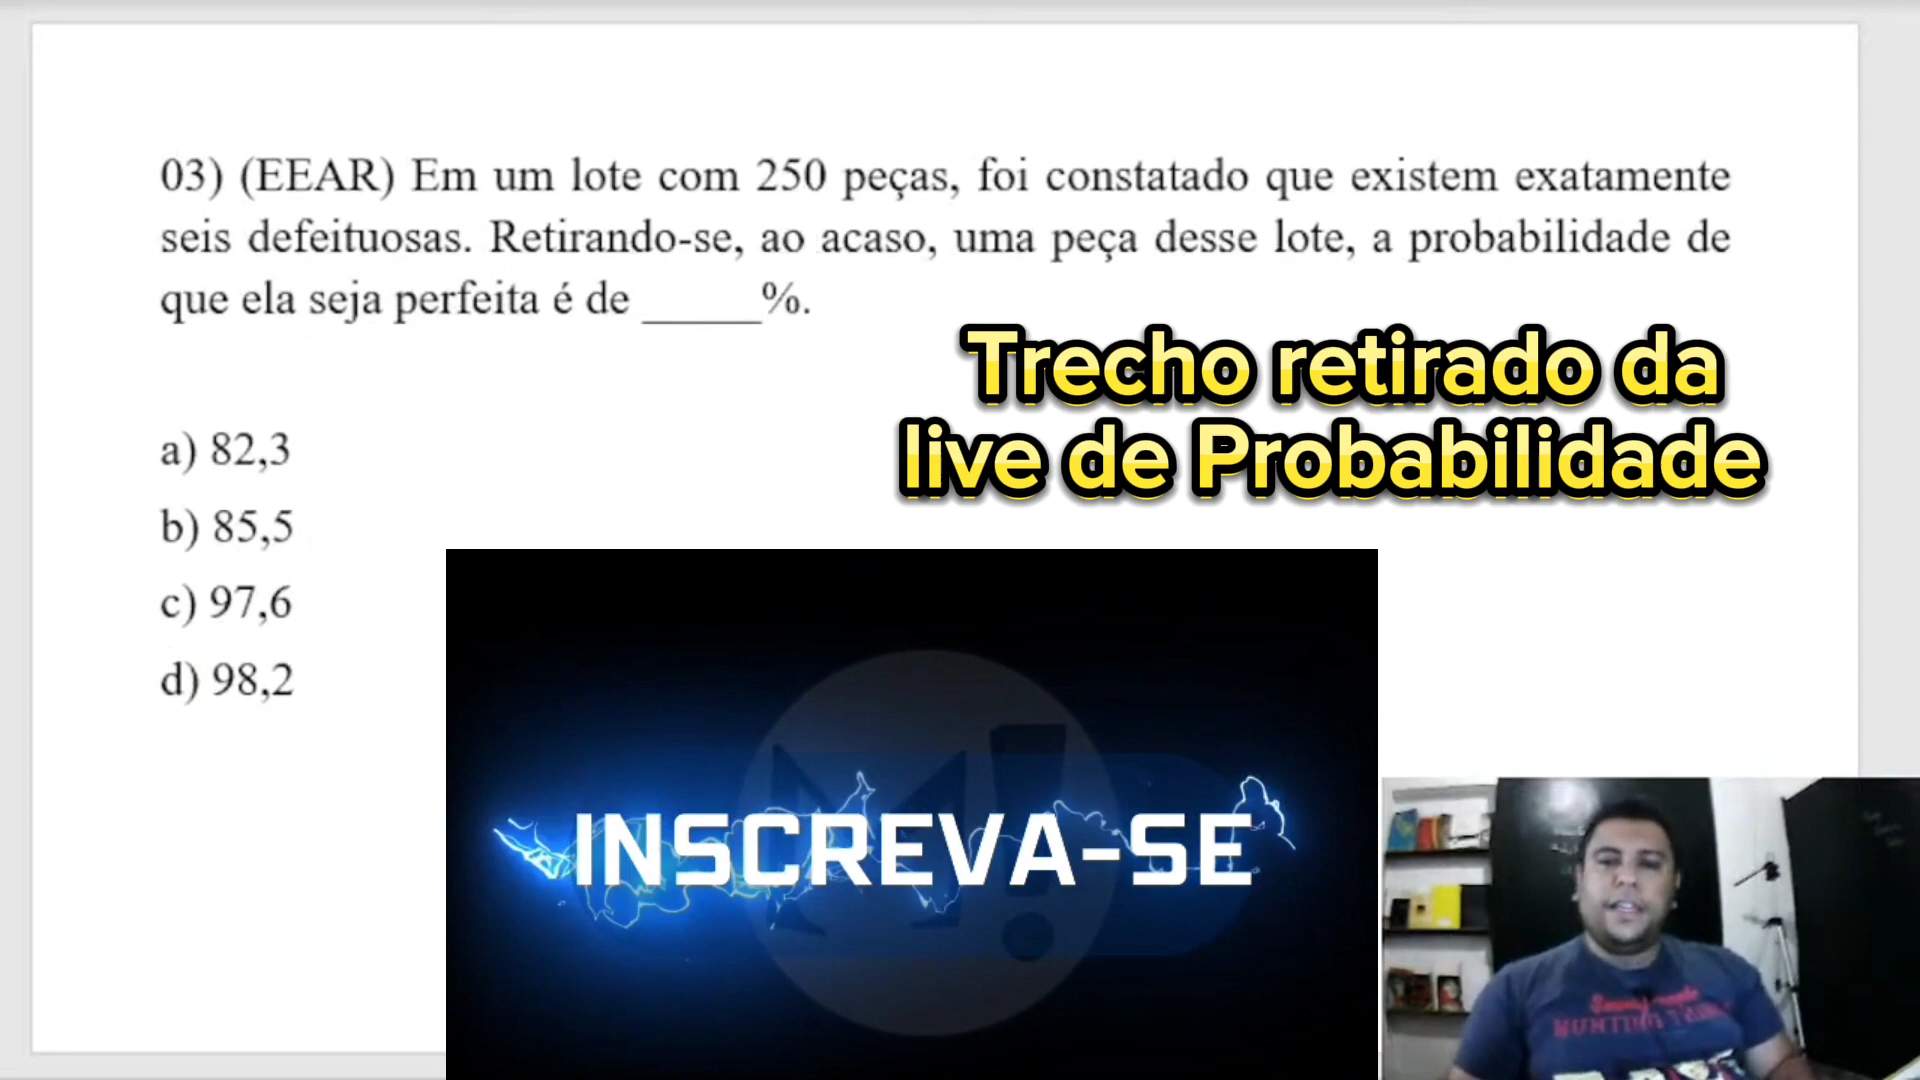 03) (EEAR) Em um lote com 250 peças, foi constatado que existem exatamente
seis defeituosas. Retirando-se, ao acaso, uma peça desse lote, a probabilidade de
que ela seja perfeita é de _____%.
Trecho retirado da
live de Probabilidade
a) 82,3
b) 85,5
c) 97,6
d) 98,2
M!
INSCREVA-SE